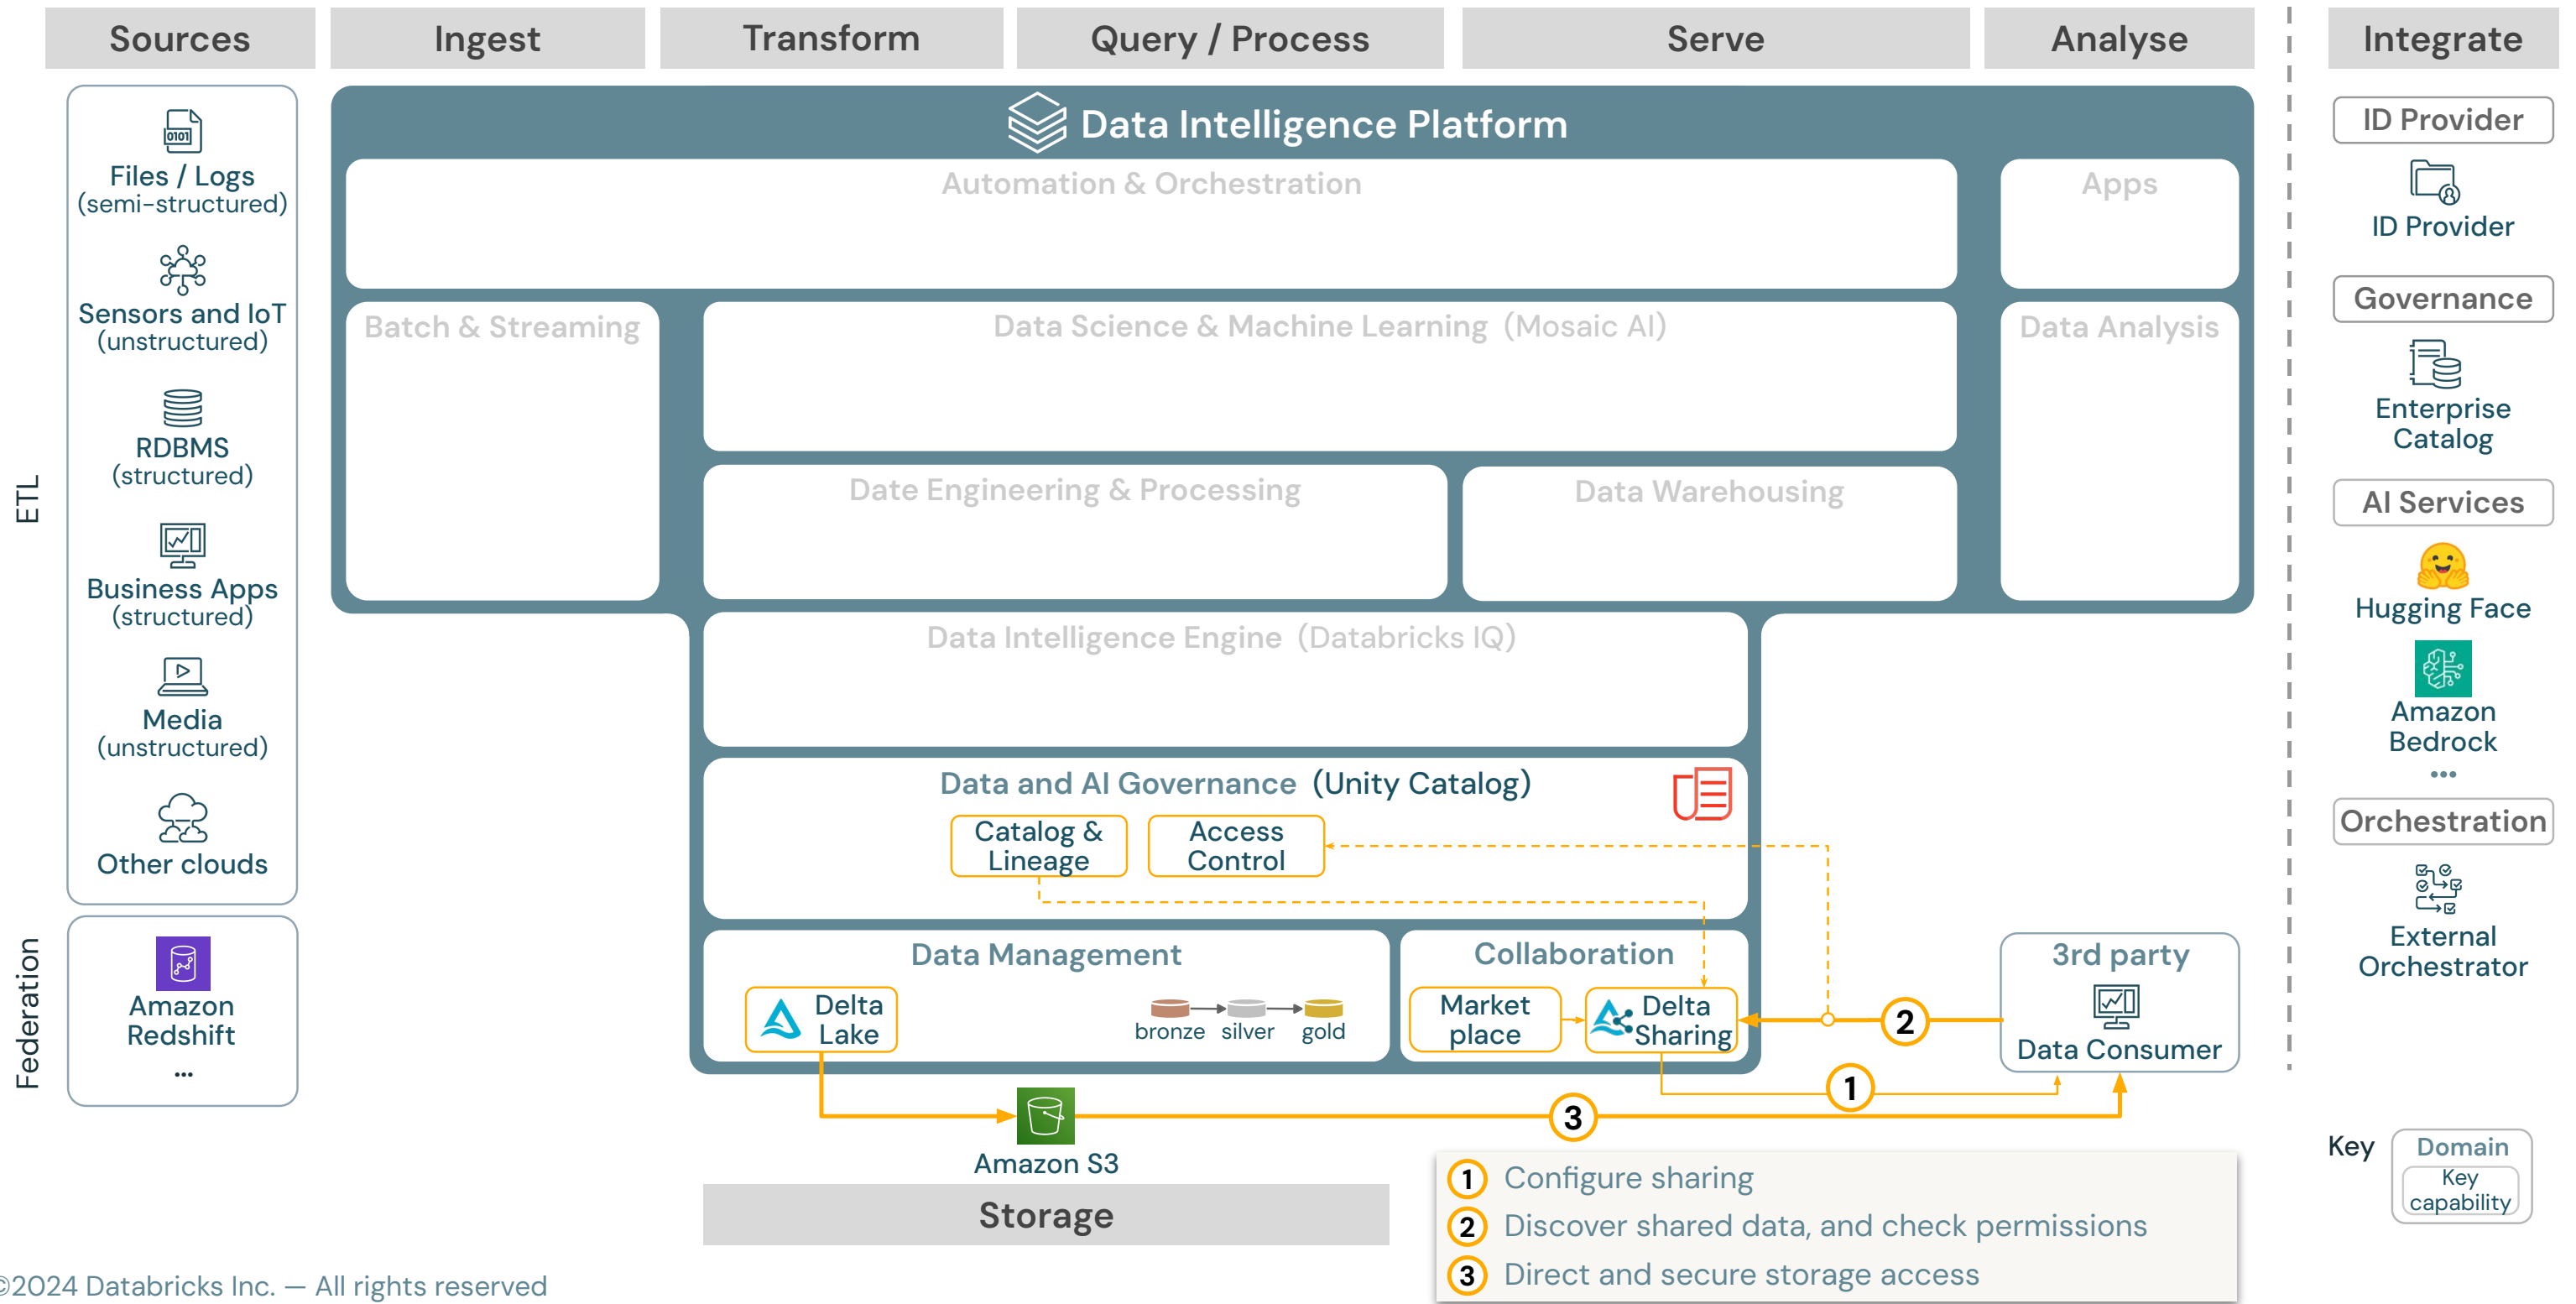 Sources
Ingest
Transform
Query / Process
Serve
Analyse
Integrate
ETL
Files / Logs
(semi-structured)
Sensors and IoT
(unstructured)
RDBMS
(structured)
Business Apps
(structured)
Media
(unstructured)
Other clouds
Federation
Amazon
Redshift
...
Data Intelligence Platform
Automation & Orchestration
Apps
Batch & Streaming
Data Science & Machine Learning (Mosaic AI)
Data Analysis
Date Engineering & Processing
Data Warehousing
Data Intelligence Engine (Databricks IQ)
Data and AI Governance (Unity Catalog)
Catalog &
Lineage
Access
Control
Data Management
Delta
Lake
bronze
silver
gold
Collaboration
Market
place
Delta
Sharing
2
3rd party
Data Consumer
1
3
Amazon S3
Storage
1 Configure sharing
2 Discover shared data, and check permissions
3 Direct and secure storage access
ID Provider
ID Provider
Governance
Enterprise
Catalog
AI Services
Hugging Face
Amazon
Bedrock
...
Orchestration
External
Orchestrator
Key
Domain
Key
capability
0101
©2024 Databricks Inc. — All rights reserved